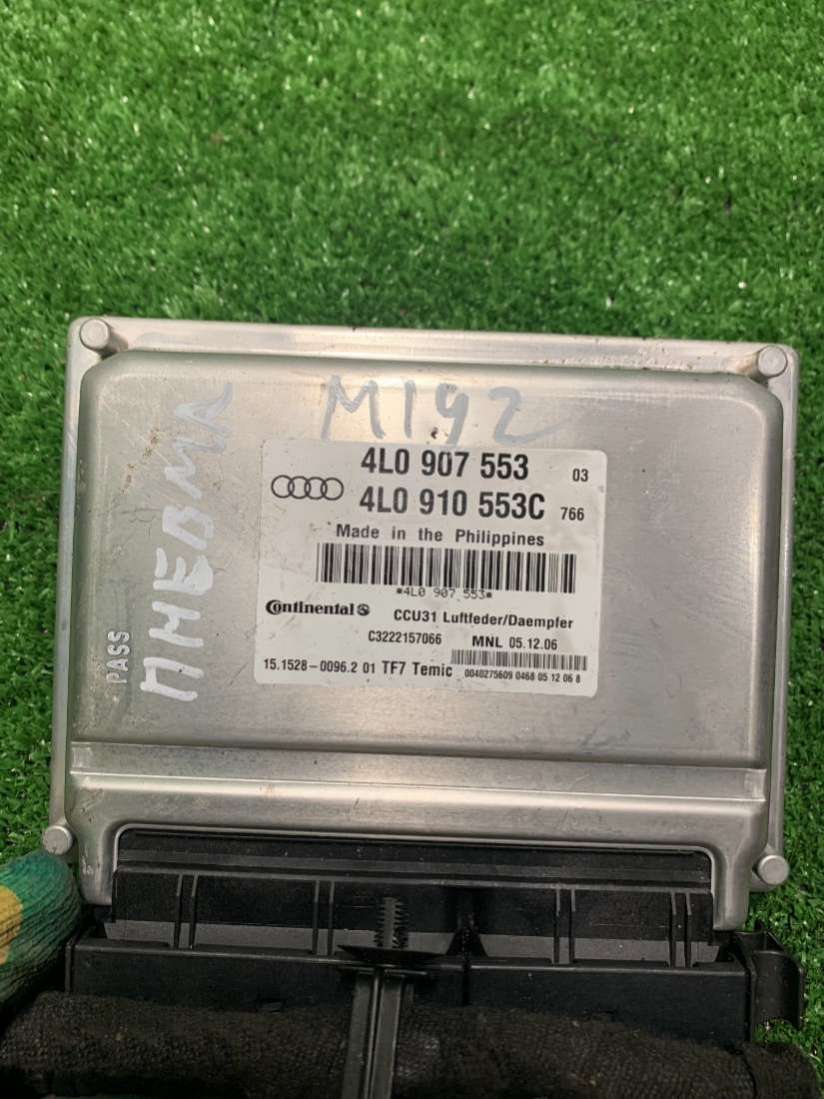 M192
ПНЕВМА
PASS
4L0 907 553 03
4L0 910 553C 766
Made in the Philippines
*4L0 907 553*
Continental CCU31 Luftfeder/Daempfer
C3222157066 MNL 05.12.06
15.1528-0096.2 01 TF7 Temic 0040275609 0468 05 12 06 8